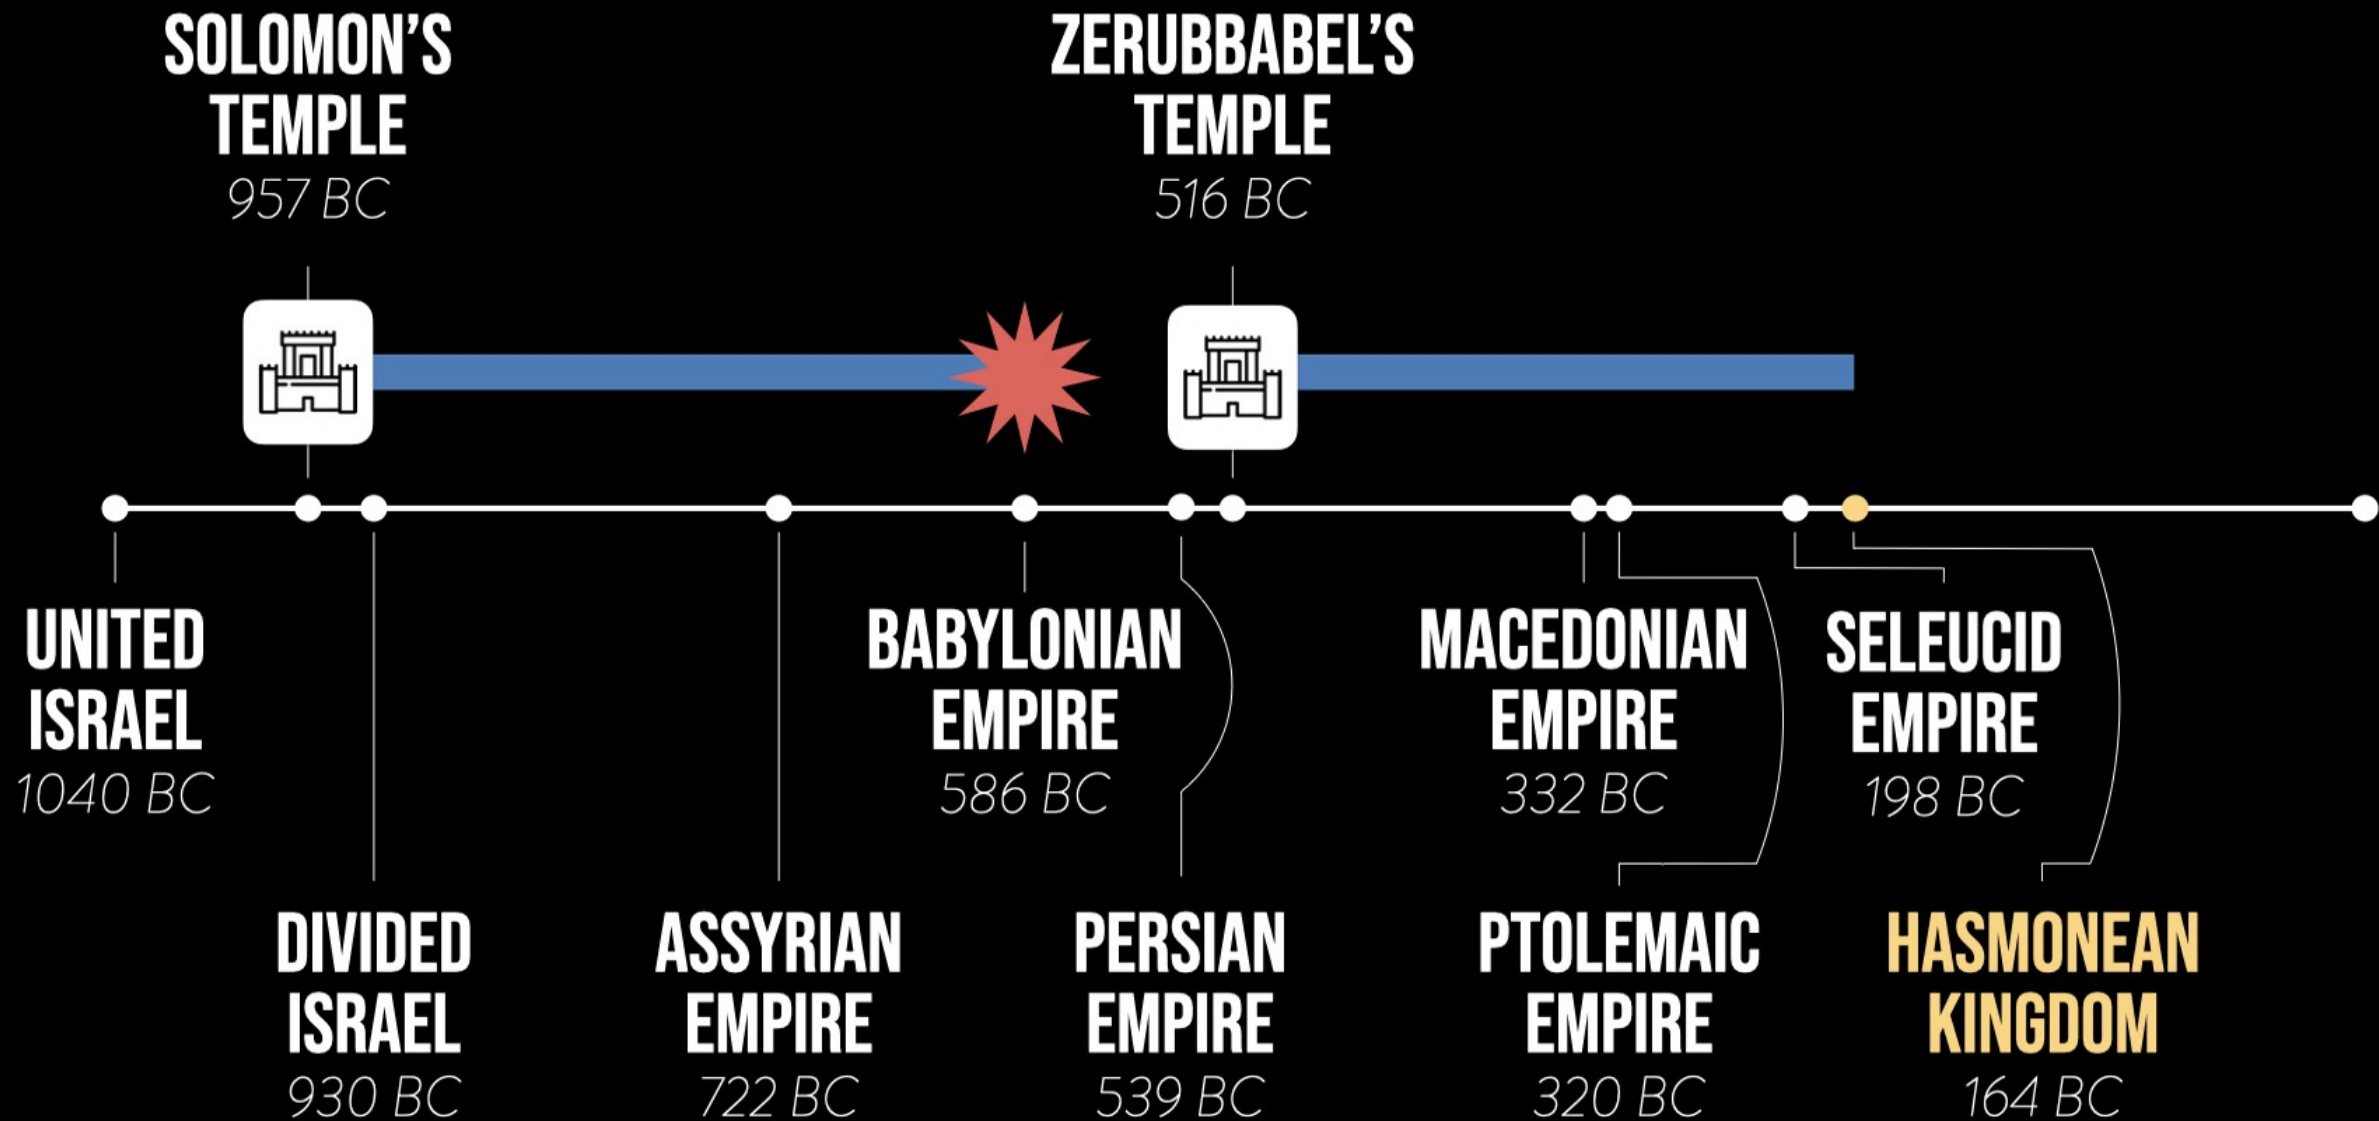 SOLOMON'S
TEMPLE
957 BC
ZERUBBABEL'S
TEMPLE
516 BC
UNITED
ISRAEL
1040 BC
BABYLONIAN
EMPIRE
586 BC
MACEDONIAN
EMPIRE
332 BC
SELEUCID
EMPIRE
198 BC
DIVIDED
ISRAEL
930 BC
ASSYRIAN
EMPIRE
722 BC
PERSIAN
EMPIRE
539 BC
PTOLEMAIC
EMPIRE
320 BC
HASMONEAN
KINGDOM
164 BC